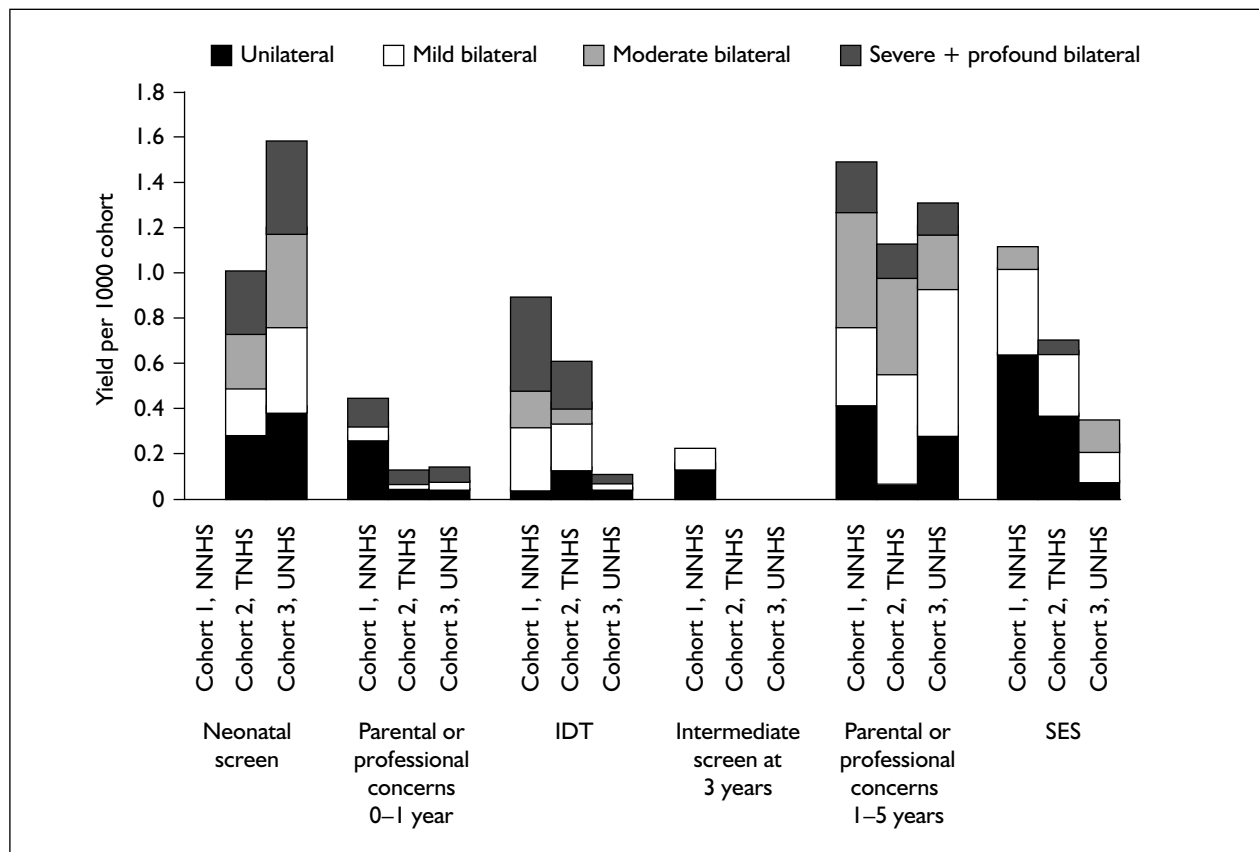 Unilateral Mild bilateral Moderate bilateral Severe + profound bilateral
Yield per 1000 cohort
1.8
1.6
1.4
1.2
1.0
0.8
0.6
0.4
0.2
0
Cohort 1, NNHS
Cohort 2, TNHS
Cohort 3, UNHS
Cohort 1, NNHS
Cohort 2, TNHS
Cohort 3, UNHS
Cohort 1, NNHS
Cohort 2, TNHS
Cohort 3, UNHS
Cohort 1, NNHS
Cohort 2, TNHS
Cohort 3, UNHS
Cohort 1, NNHS
Cohort 2, TNHS
Cohort 3, UNHS
Cohort 1, NNHS
Cohort 2, TNHS
Cohort 3, UNHS
Neonatal
screen
Parental or
professional
concerns
0–1 year
IDT
Intermediate
screen at
3 years
Parental or
professional
concerns
1–5 years
SES